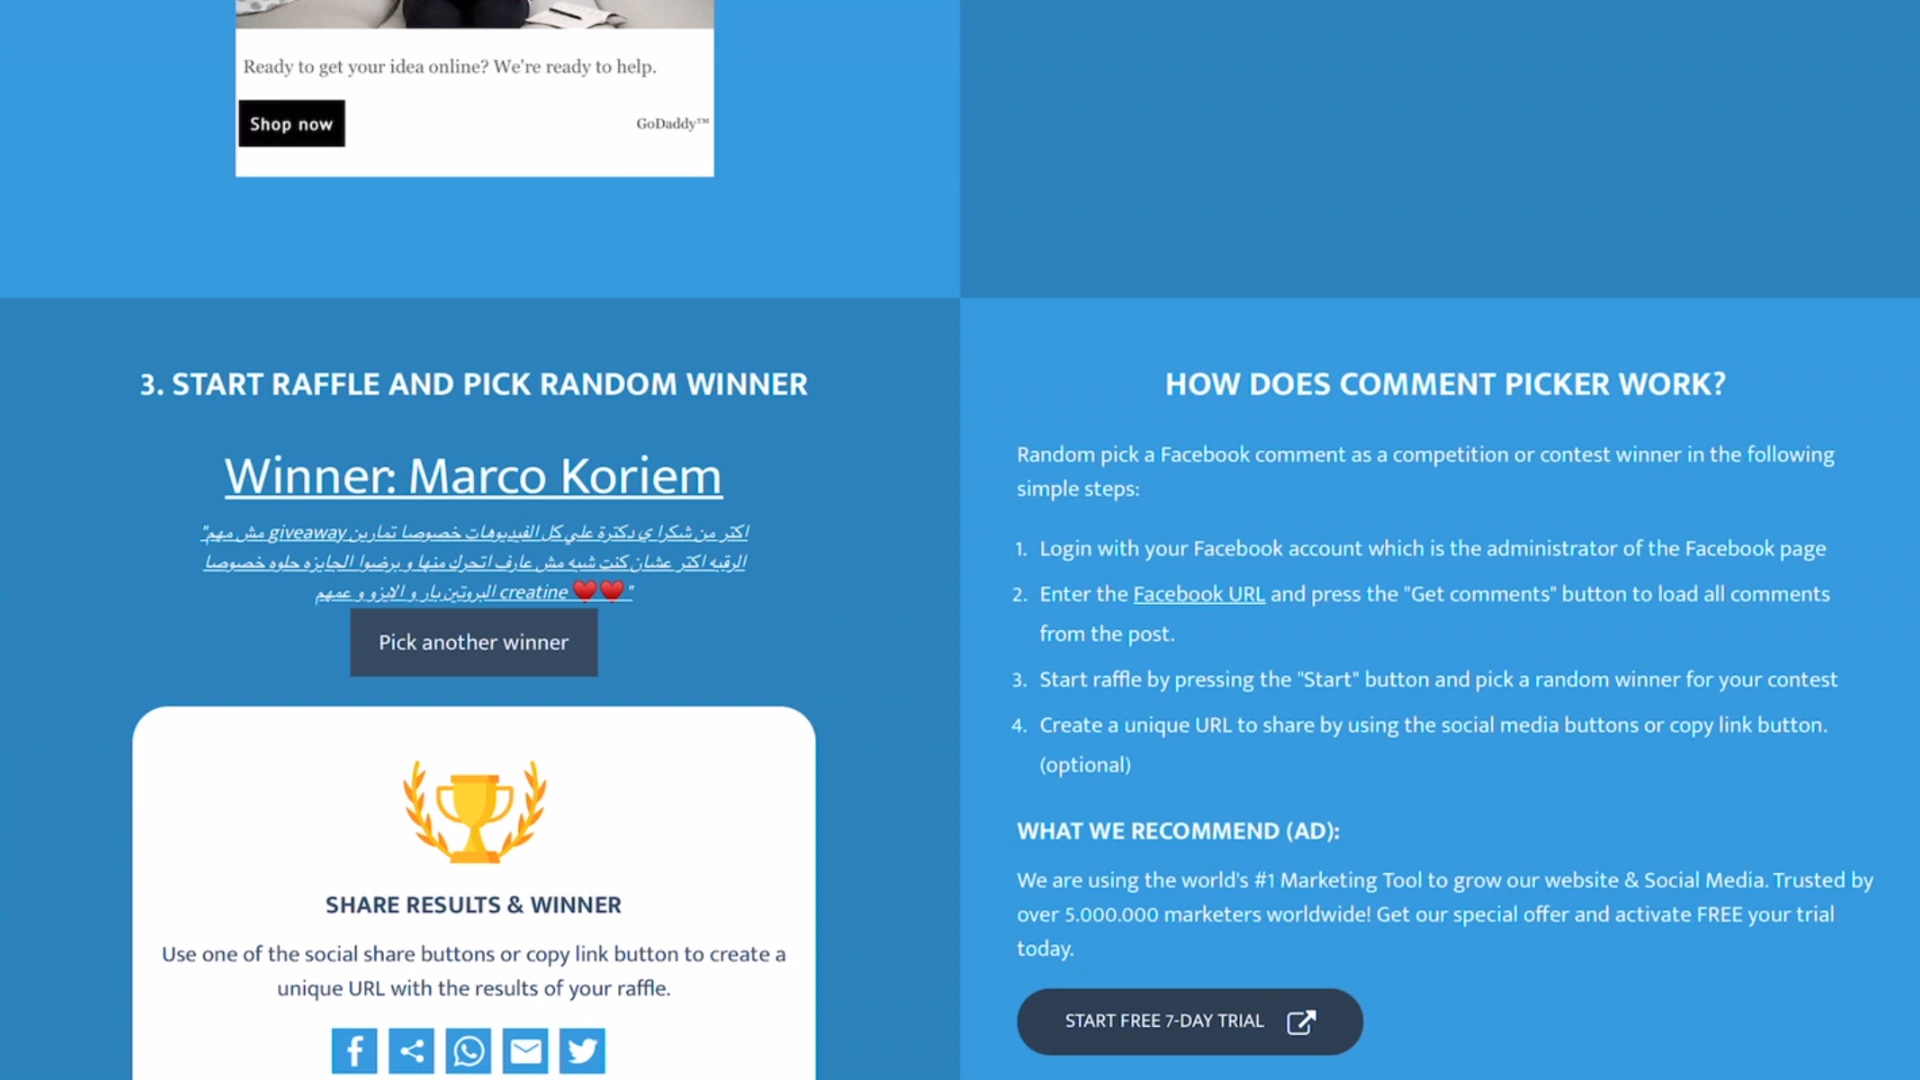 Ready to get your idea online? We're ready to help.
Shop now
GoDaddy™
3. START RAFFLE AND PICK RANDOM WINNER
Winner: Marco Koriem
"مش مهم giveaway اكتر من شكرا ي دكترة علي كل الفيديوهات خصوصا تمارين
الرقبه اكتر عشان كنت شبه مش عارف اتحرك منها و برضوا الجايزه حلوه خصوصا
البروتين بار و الايزو و عمهم creatine ♥️♥️"
Pick another winner
SHARE RESULTS & WINNER
Use one of the social share buttons or copy link button to create a
unique URL with the results of your raffle.
HOW DOES COMMENT PICKER WORK?
Random pick a Facebook comment as a competition or contest winner in the following
simple steps:
1. Login with your Facebook account which is the administrator of the Facebook page
2. Enter the Facebook URL and press the "Get comments" button to load all comments
from the post.
3. Start raffle by pressing the "Start" button and pick a random winner for your contest
4. Create a unique URL to share by using the social media buttons or copy link button.
(optional)
WHAT WE RECOMMEND (AD):
We are using the world's #1 Marketing Tool to grow our website & Social Media. Trusted by
over 5.000.000 marketers worldwide! Get our special offer and activate FREE your trial
today.
START FREE 7-DAY TRIAL